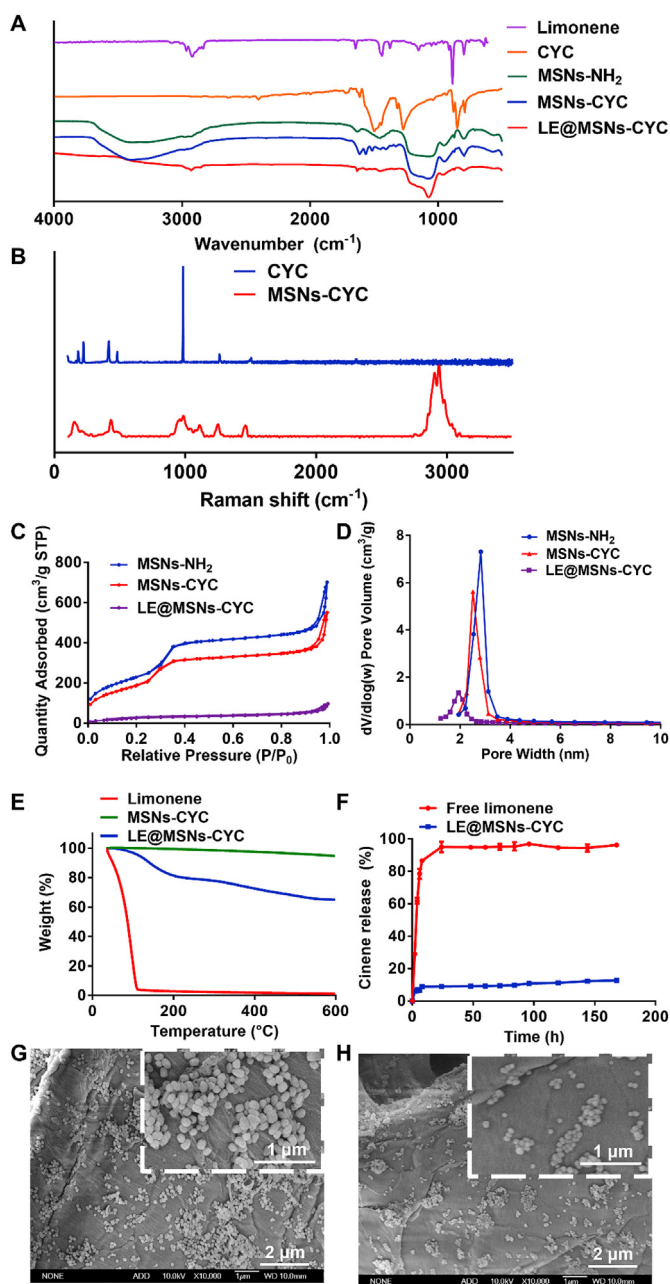 A
Limonene
CYC
MSNs-NH2
MSNs-CYC
LE@MSNs-CYC
4000 3000 2000 1000
Wavenumber (cm-1)
B
CYC
MSNs-CYC
0 1000 2000 3000
Raman shift (cm-1)
C
Quantity Adsorbed (cm3/g STP)
800
600
400
200
0
MSNs-NH2
MSNs-CYC
LE@MSNs-CYC
0.0 0.2 0.4 0.6 0.8 1.0
Relative Pressure (P/P0)
D
dV/dlog(w) Pore Volume (cm3/g)
8
6
4
2
0
MSNs-NH2
MSNs-CYC
LE@MSNs-CYC
0 2 4 6 8 10
Pore Width (nm)
E
Limonene
MSNs-CYC
LE@MSNs-CYC
Weight (%)
100
80
60
40
20
0
200 400 600
Temperature (°C)
F
Free limonene
LE@MSNs-CYC
Cinene release (%)
100
80
60
40
20
0
0 50 100 150 200
Time (h)
G
1 μm
2 μm
NONE ADD 10.0kV X10,000 1μm WD 10.0mm
H
1 μm
2 μm
NONE ADD 10.0kV X10,000 1μm WD 10.0mm